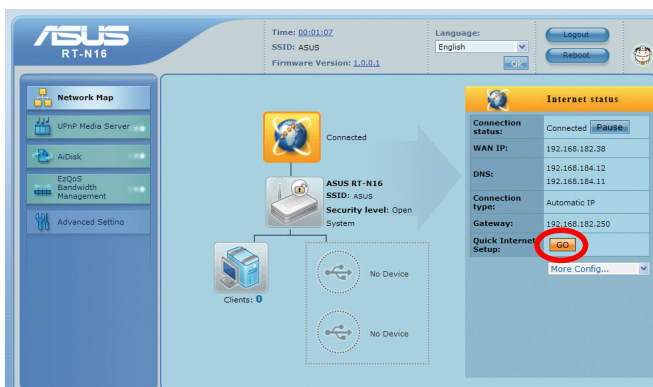 ASUS
RT-N16
Time: 00:01:07
SSID: ASUS
Firmware Version: 1.0.0.1
Language:
English
OK
Logout
Reboot
Network Map
UPnP Media Server
AiDisk
EzQoS
Bandwidth
Management
Advanced Setting
Connected
ASUS RT-N16
SSID: ASUS
Security level: Open
System
Clients: 0
No Device
No Device
Internet status
Connection
status:
Connected Pause
WAN IP: 192.168.182.38
DNS:
192.168.184.12
192.168.184.11
Connection
type:
Automatic IP
Gateway: 192.168.182.250
Quick Internet
Setup:
GO
More Config...